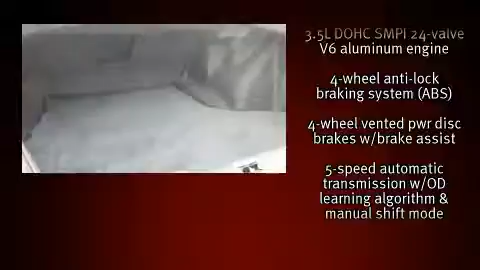 3.5L DOHC SMPI 24-valve
V6 aluminum engine
4-wheel anti-lock
braking system (ABS)
4-wheel vented pwr disc
brakes w/brake assist
5-speed automatic
transmission w/OD
learning algorithm &
manual shift mode